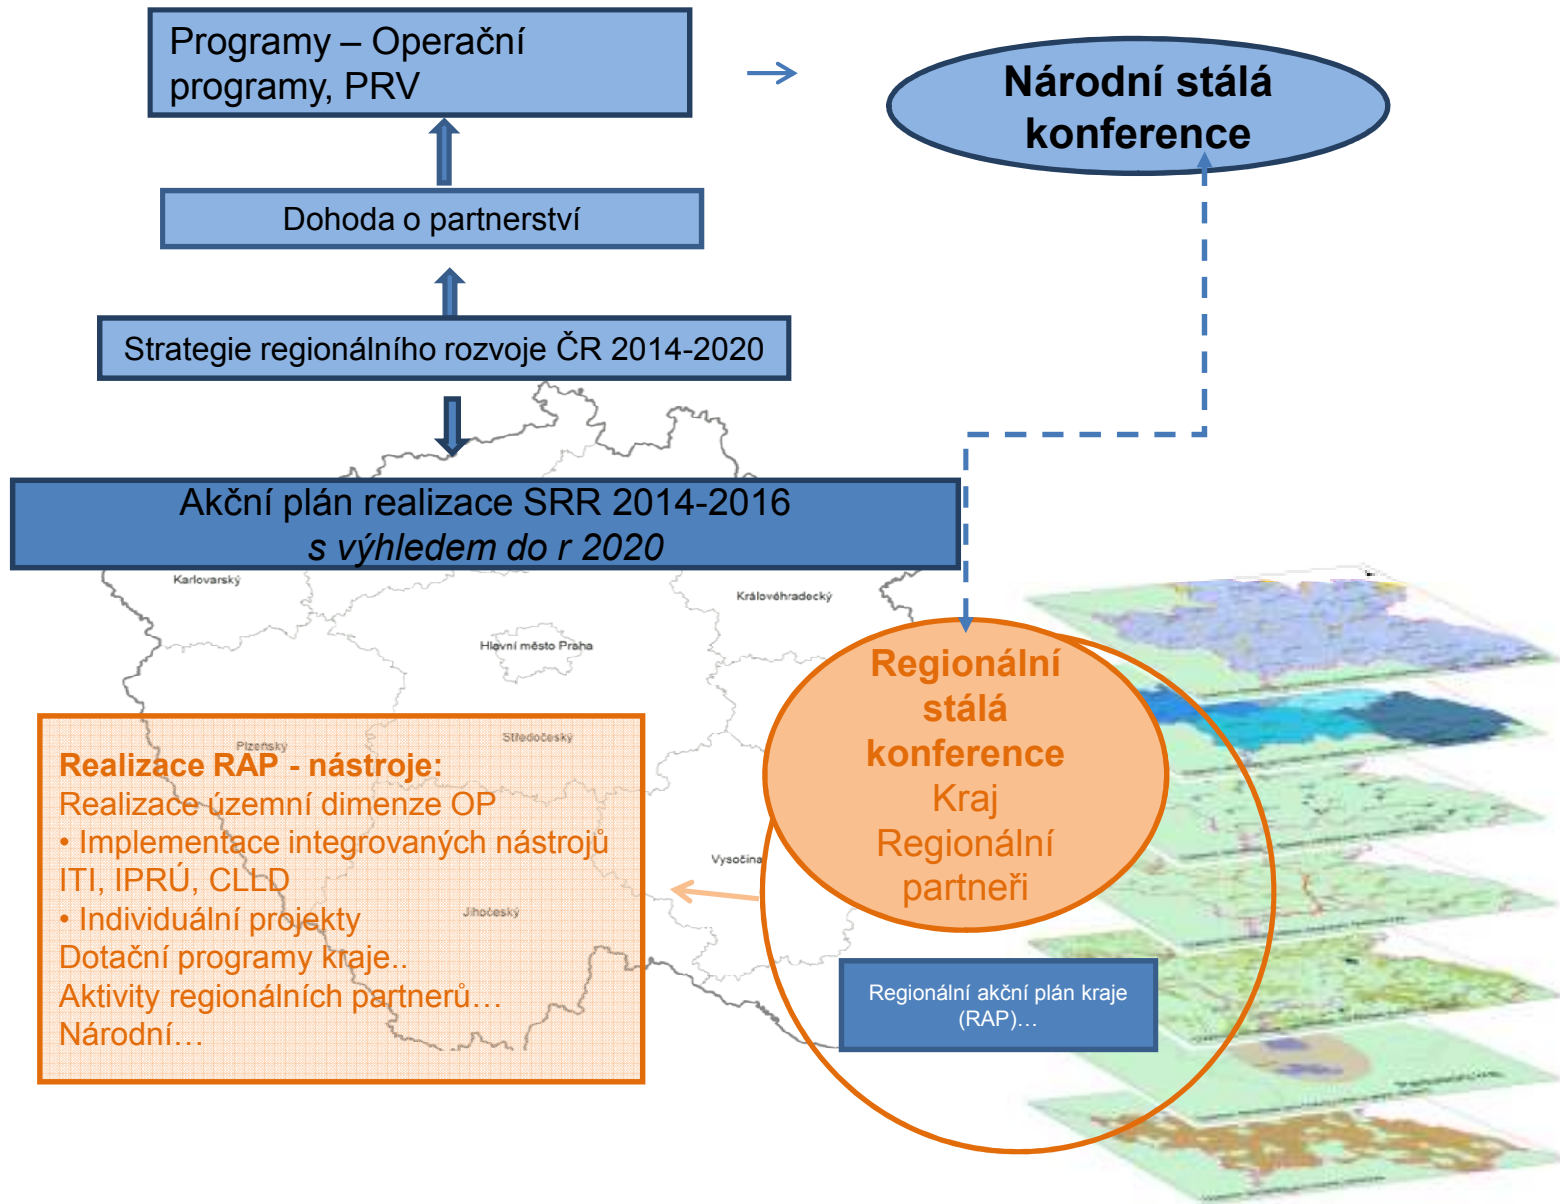 Programy – Operační
programy, PRV
Národní stálá
konference
Dohoda o partnerství
Strategie regionálního rozvoje ČR 2014-2020
Akční plán realizace SRR 2014-2016
s výhledem do r 2020
Karlovarský
Královéhradecký
Hlavní město Praha
Regionální
stálá
konference
Kraj
Regionální
partneři
Plzeňský
Středočeský
Realizace RAP - nástroje:
Realizace územní dimenze OP
• Implementace integrovaných nástrojů
ITI, IPRÚ, CLLD
• Individuální projekty
Dotační programy kraje..
Aktivity regionálních partnerů…
Národní…
Vysočina
Jihočeský
Regionální akční plán kraje
(RAP)…